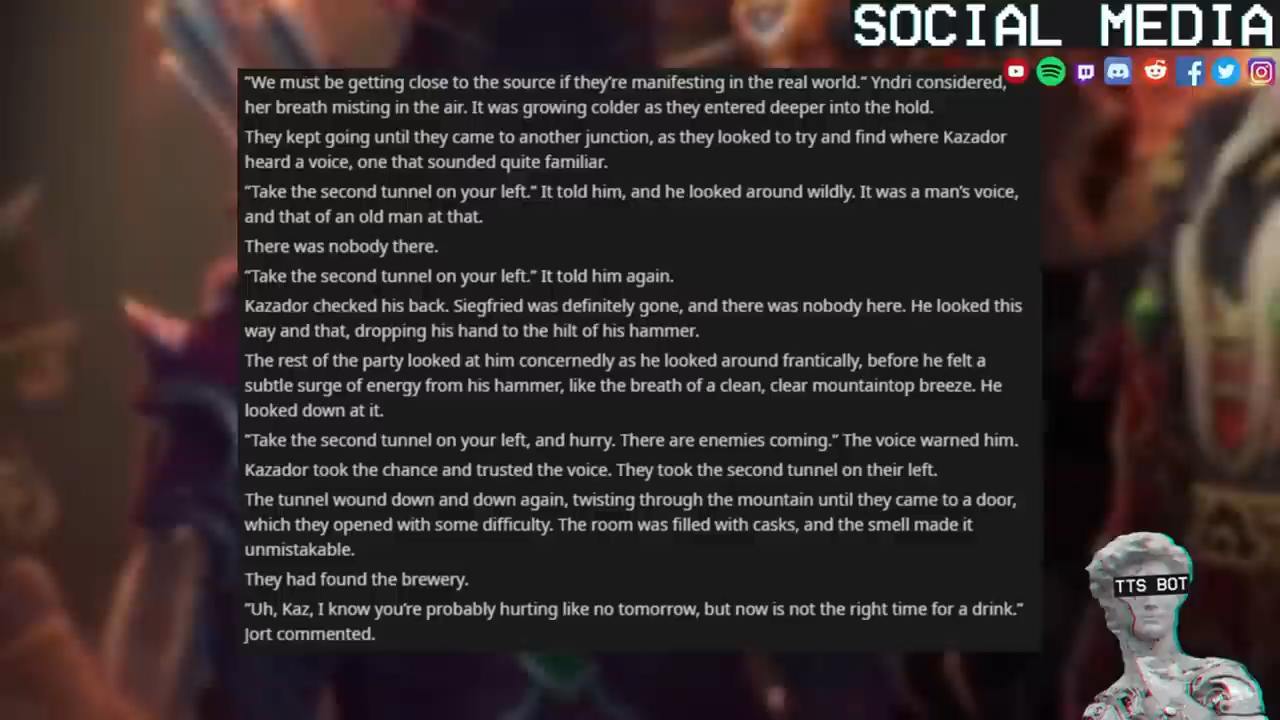 SOCIAL MEDIA
"We must be getting close to the source if they're manifesting in the real world." Yndri considered,
her breath misting in the air. It was growing colder as they entered deeper into the hold.
They kept going until they came to another junction, as they looked to try and find where Kazador
heard a voice, one that sounded quite familiar.
"Take the second tunnel on your left." It told him, and he looked around wildly. It was a man's voice,
and that of an old man at that.
There was nobody there.
"Take the second tunnel on your left." It told him again.
Kazador checked his back. Siegfried was definitely gone, and there was nobody here. He looked this
way and that, dropping his hand to the hilt of his hammer.
The rest of the party looked at him concernedly as he looked around frantically, before he felt a
subtle surge of energy from his hammer, like the breath of a clean, clear mountaintop breeze. He
looked down at it.
"Take the second tunnel on your left, and hurry. There are enemies coming." The voice warned him.
Kazador took the chance and trusted the voice. They took the second tunnel on their left.
The tunnel wound down and down again, twisting through the mountain until they came to a door,
which they opened with some difficulty. The room was filled with casks, and the smell made it
unmistakable.
They had found the brewery.
"Uh, Kaz, I know you're probably hurting like no tomorrow, but now is not the right time for a drink."
Jort commented.
TTS BOT